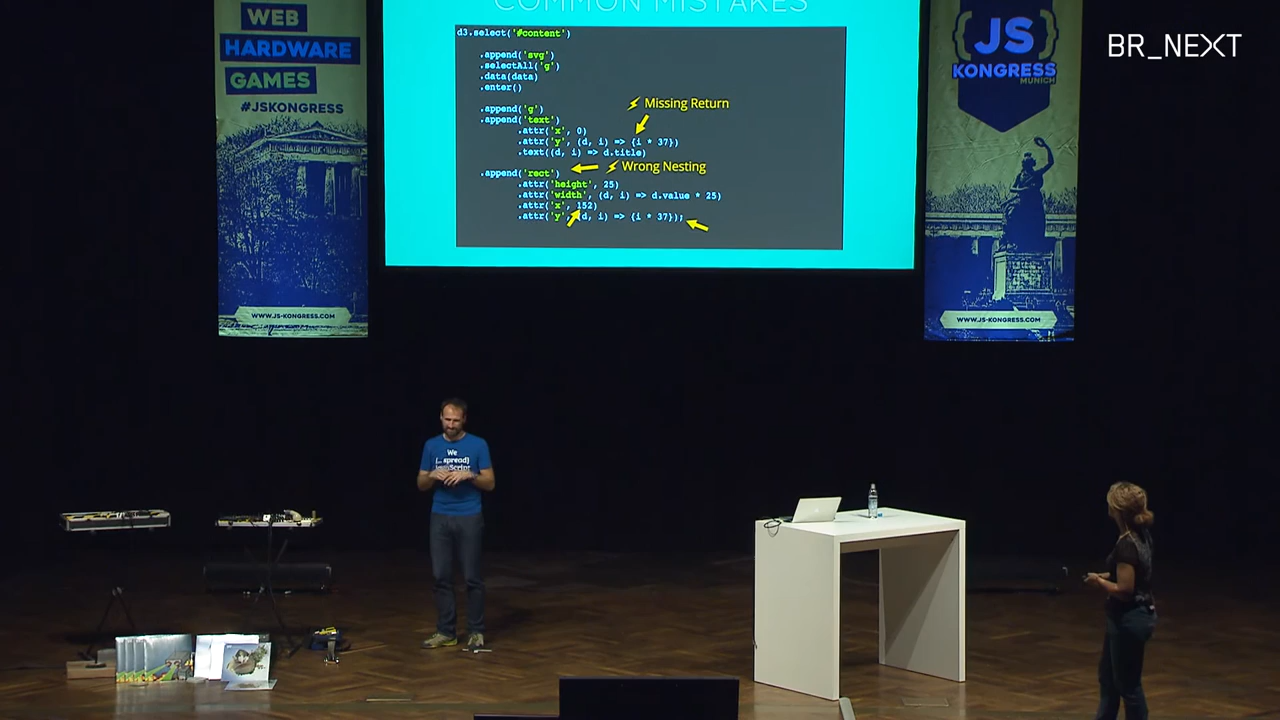 WEB
HARDWARE
GAMES
#JSKONGRESS
WWW.JS-KONGRESS.COM
COMMON MISTAKES
d3.select('#content')
.append('svg')
.selectAll('g')
.data(data)
.enter()
.append('g')
.append('text')
.attr('x', 0)
.attr('y', (d, i) => {i * 37})
.text((d, i) => d.title)
.append('rect')
.attr('height', 25)
.attr('width', (d, i) => d.value * 25)
.attr('x', 152)
.attr('y', (d, i) => {i * 37});
Missing Return
Wrong Nesting
{JS}
KONGRESS
MUNICH
WWW.JS-KONGRESS.COM
BR_NEXT
We
{... spread}
JavaScript